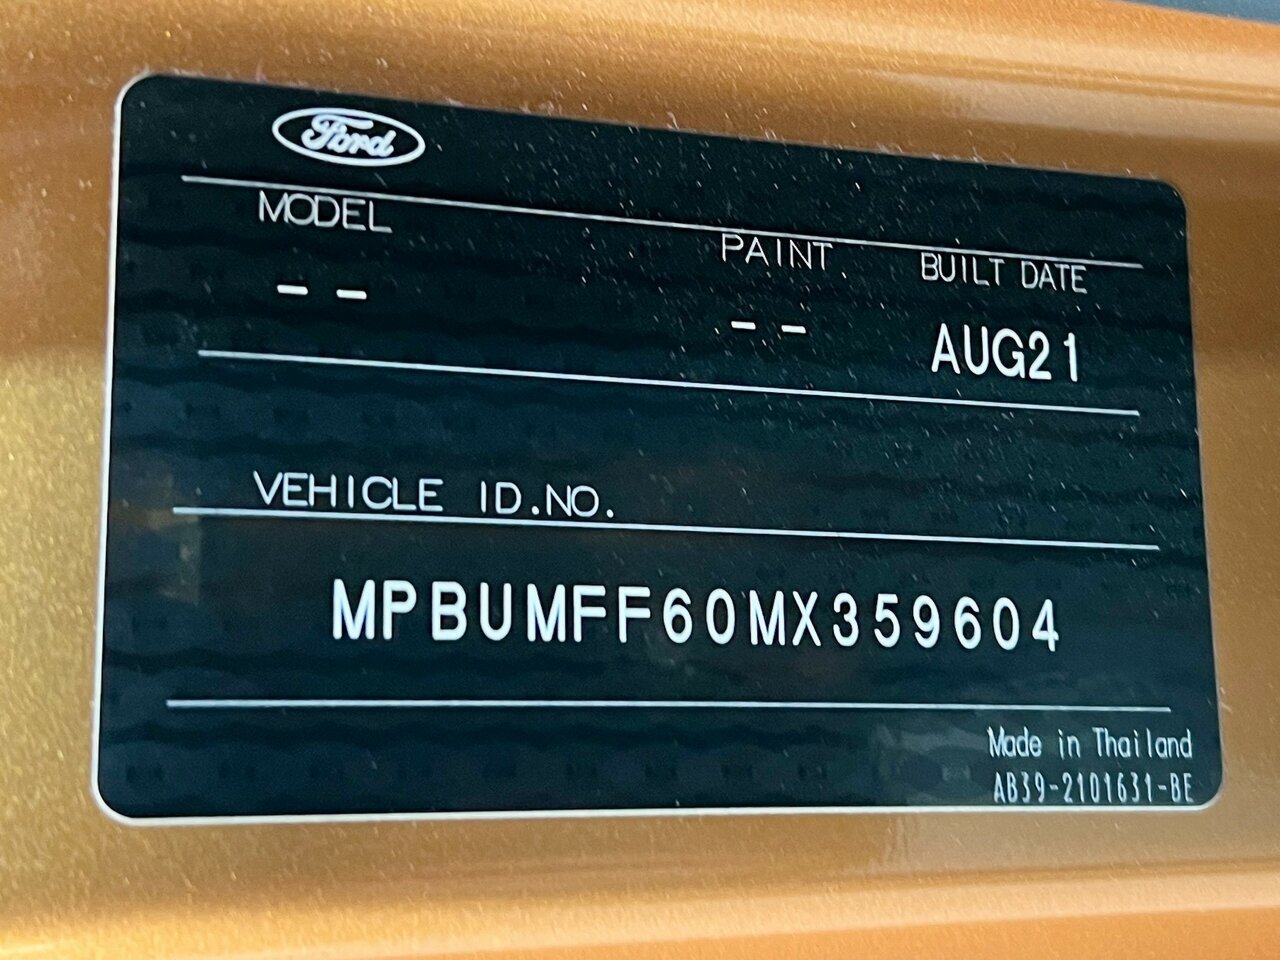 Ford
MODEL PAINT BUILT DATE
-- -- AUG21
VEHICLE ID.NO.
MPBUMFF60MX359604
Made in Thailand
AB39-2101631-BE